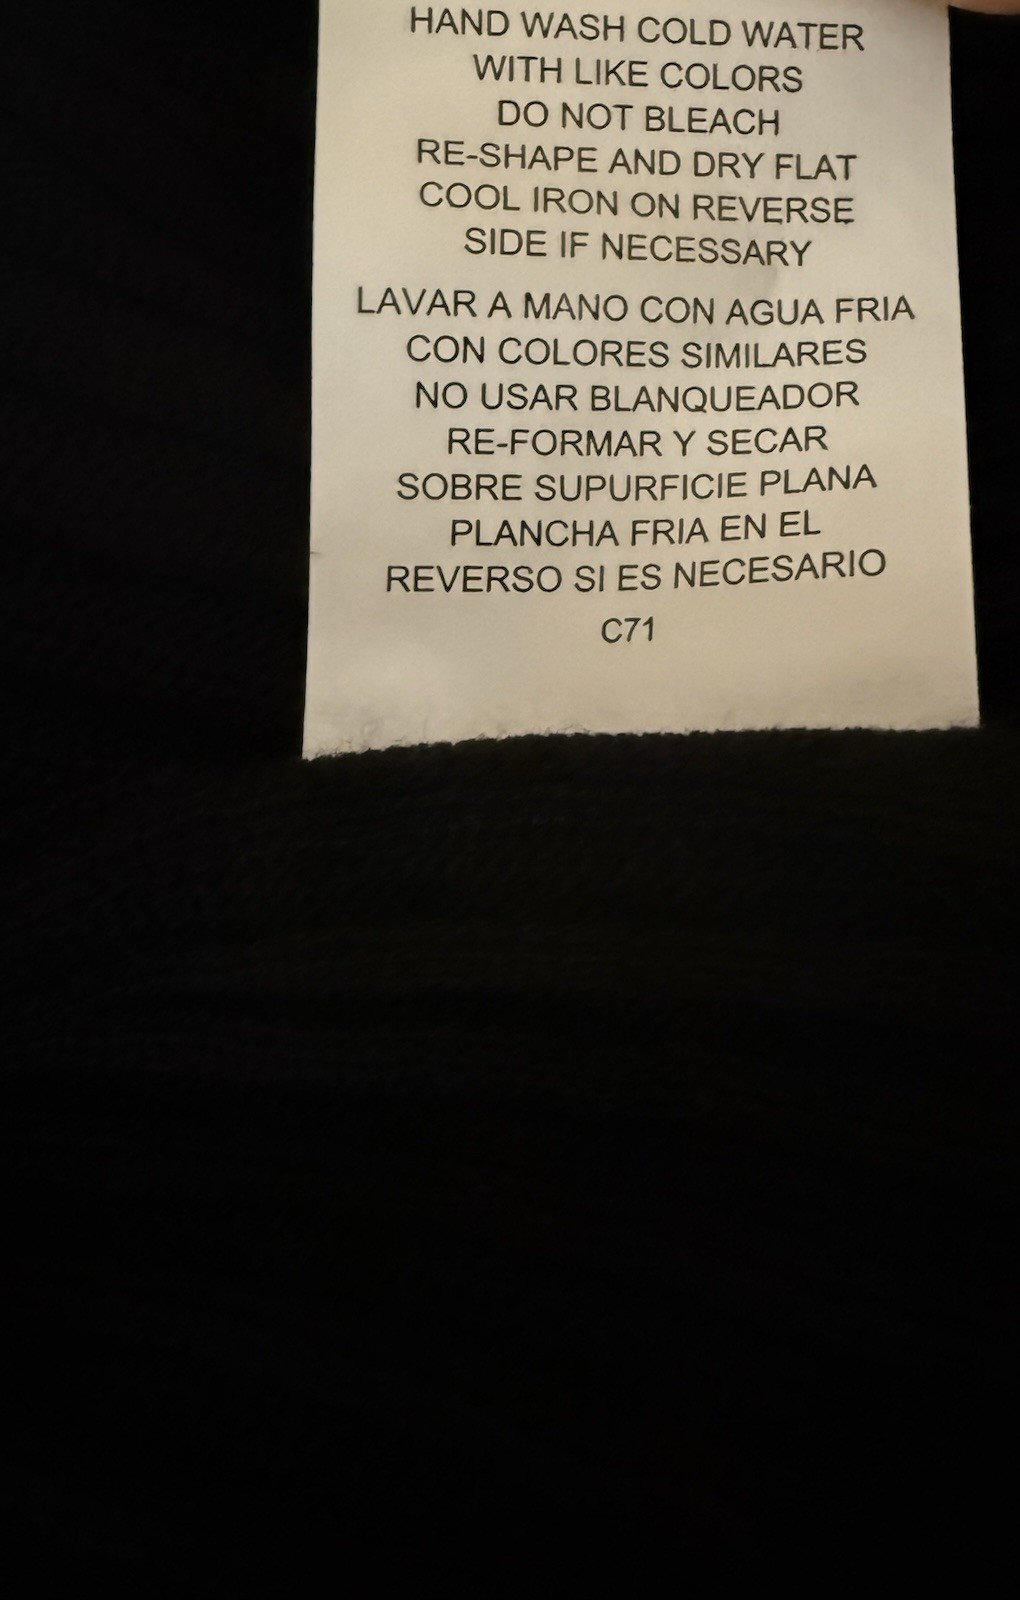 HAND WASH COLD WATER
WITH LIKE COLORS
DO NOT BLEACH
RE-SHAPE AND DRY FLAT
COOL IRON ON REVERSE
SIDE IF NECESSARY
LAVAR A MANO CON AGUA FRIA
CON COLORES SIMILARES
NO USAR BLANQUEADOR
RE-FORMAR Y SECAR
SOBRE SUPURFICIE PLANA
PLANCHA FRIA EN EL
REVERSO SI ES NECESARIO
C71